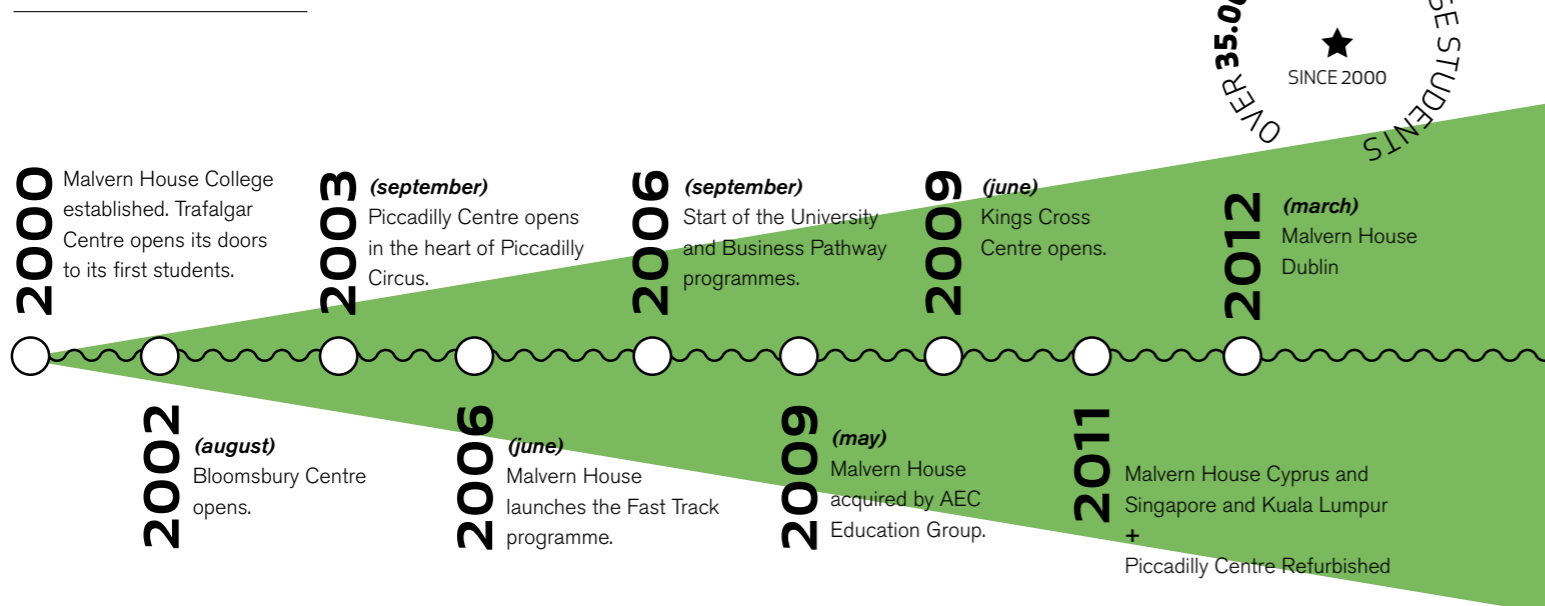 OVER 35.0
SE STUDENTS
SINCE 2000
2000
Malvern House College
established. Trafalgar
Centre opens its doors
to its first students.
2002
(august)
Bloomsbury Centre
opens.
2003
(september)
Piccadilly Centre opens
in the heart of Piccadilly
Circus.
2006
(june)
Malvern House
launches the Fast Track
programme.
2006
(september)
Start of the University
and Business Pathway
programmes.
2009
(may)
Malvern House
acquired by AEC
Education Group.
2009
(june)
Kings Cross
Centre opens.
2011
Malvern House Cyprus and
Singapore and Kuala Lumpur
+
Piccadilly Centre Refurbished
2012
(march)
Malvern House
Dublin